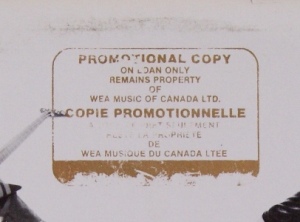 PROMOTIONAL COPY
ON LOAN ONLY
REMAINS PROPERTY
OF
WEA MUSIC OF CANADA LTD.
COPIE PROMOTIONNELLE
DE
WEA MUSIQUE DU CANADA LTEE